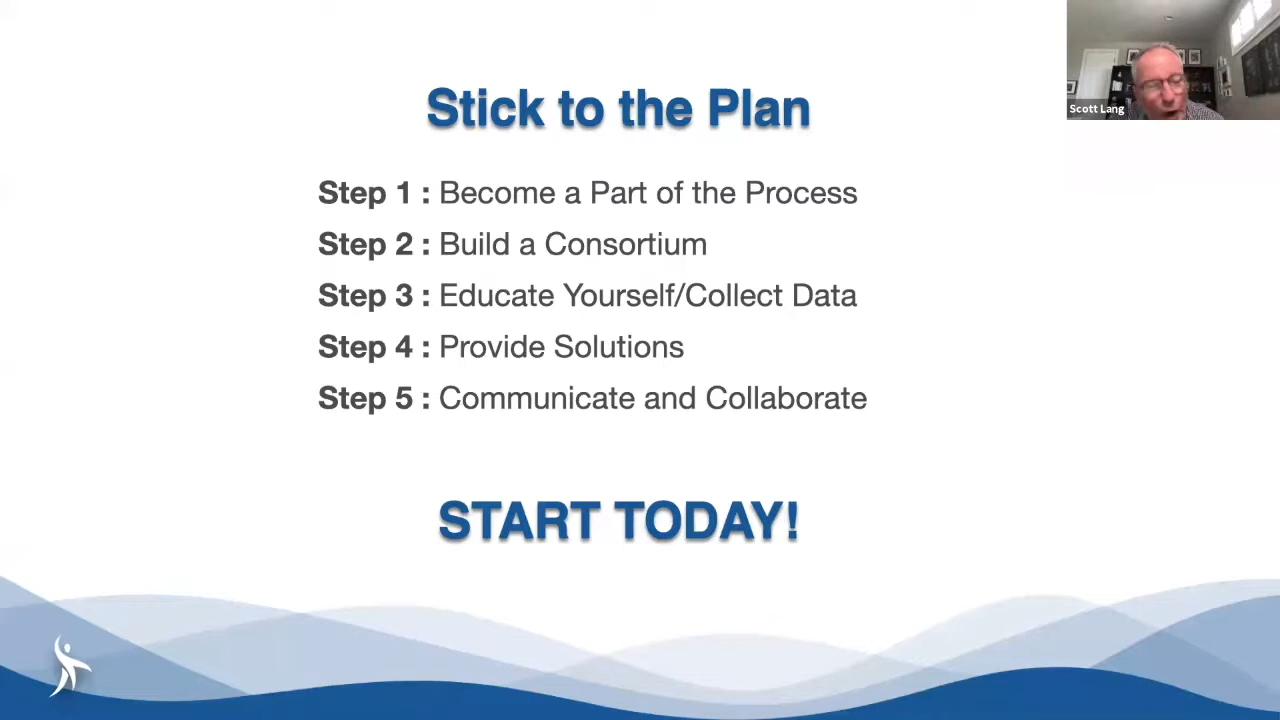 Stick to the Plan
Scott Lang
Step 1 : Become a Part of the Process
Step 2 : Build a Consortium
Step 3 : Educate Yourself/Collect Data
Step 4 : Provide Solutions
Step 5 : Communicate and Collaborate
START TODAY!